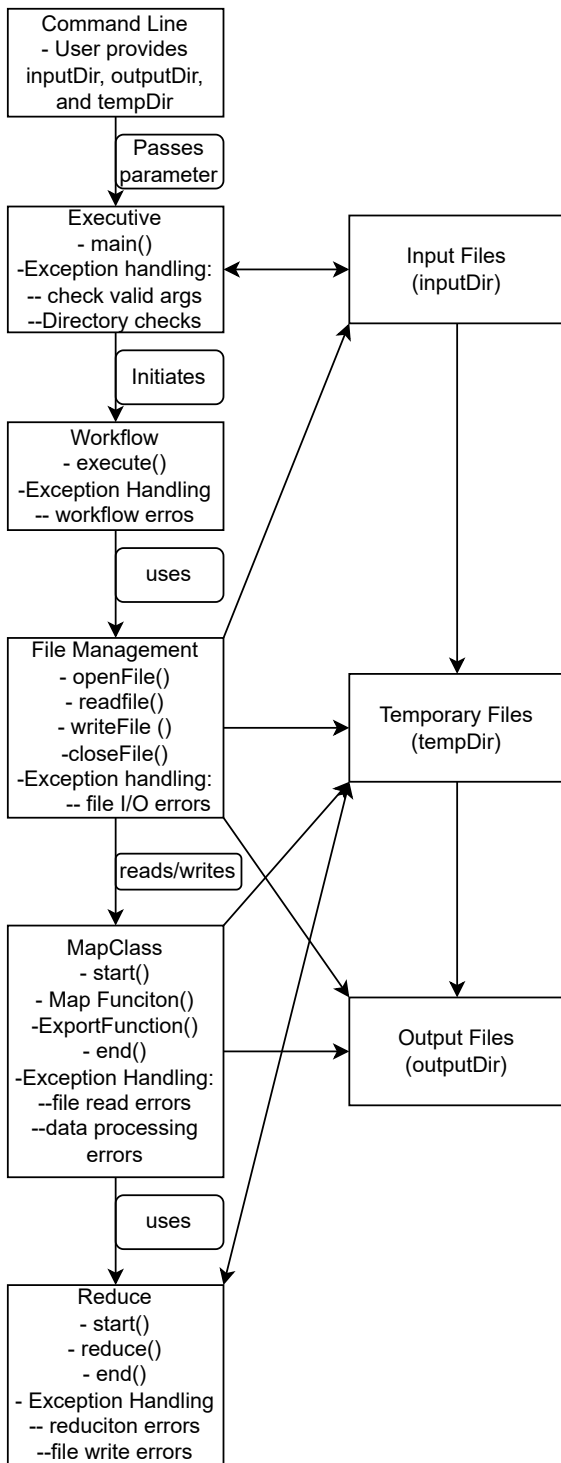 Command Line
- User provides
inputDir, outputDir,
and tempDir
Passes
parameter
Executive
- main()
-Exception handling:
-- check valid args
--Directory checks
Input Files
(inputDir)
Initiates
Workflow
- execute()
-Exception Handling
-- workflow erros
uses
File Management
- openFile()
- readfile()
- writeFile ()
-closeFile()
-Exception handling:
-- file I/O errors
Temporary Files
(tempDir)
reads/writes
MapClass
- start()
- Map Funciton()
-ExportFunction()
- end()
-Exception Handling:
--file read errors
--data processing
errors
Output Files
(outputDir)
uses
Reduce
- start()
- reduce()
- end()
- Exception Handling
-- reduciton errors
--file write errors